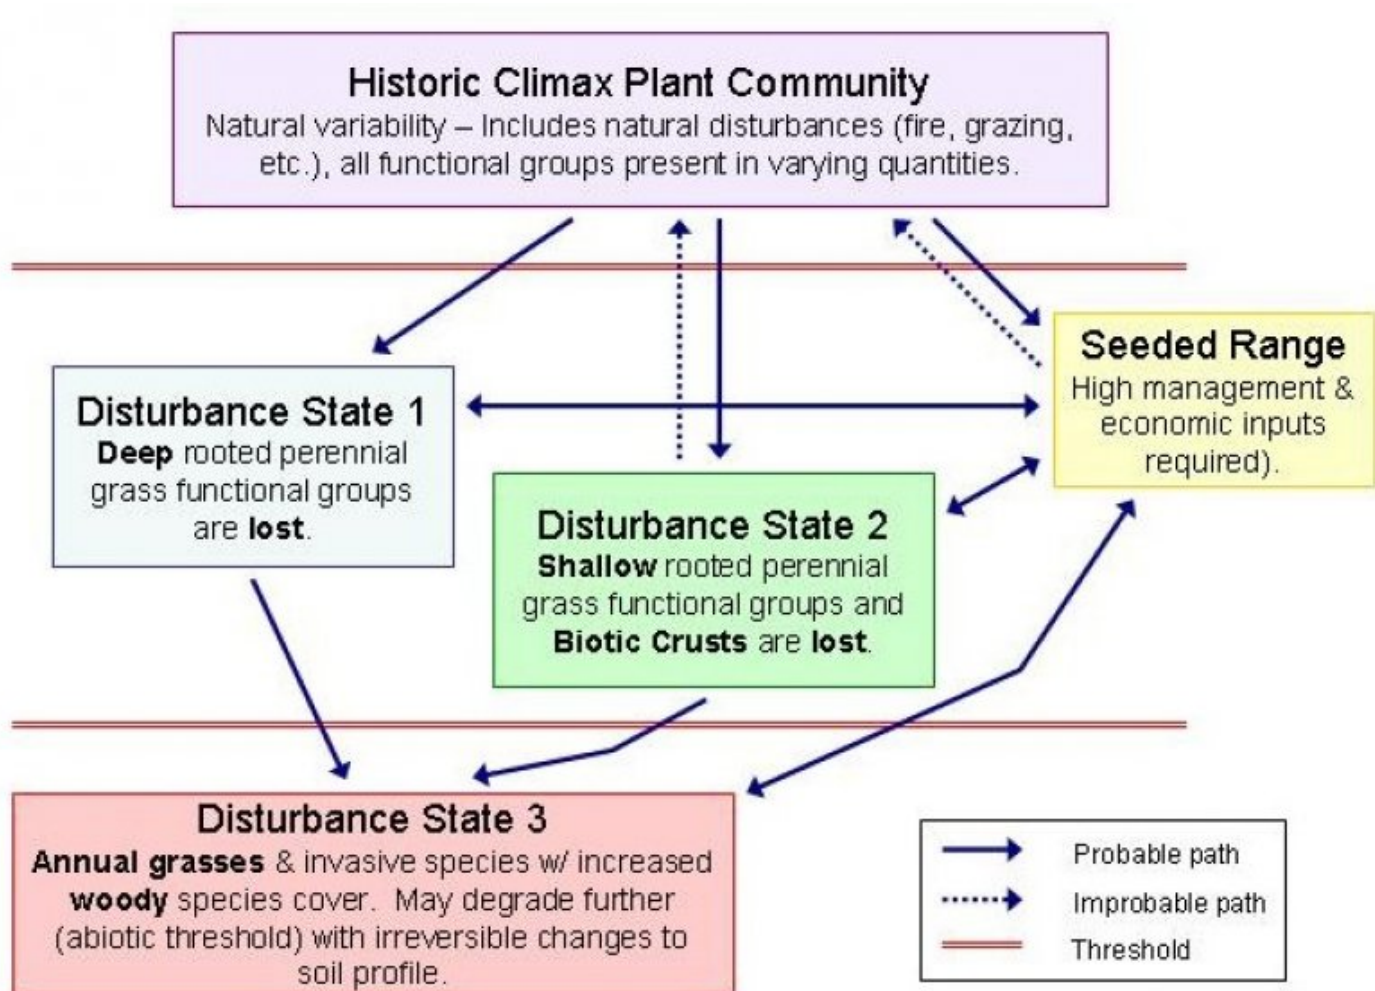 Historic Climax Plant Community
Natural variability – Includes natural disturbances (fire, grazing,
etc.), all functional groups present in varying quantities.
Seeded Range
High management &
economic inputs
required).
Disturbance State 1
Deep rooted perennial
grass functional groups
are lost.
Disturbance State 2
Shallow rooted perennial
grass functional groups and
Biotic Crusts are lost.
Disturbance State 3
Annual grasses & invasive species w/ increased
woody species cover. May degrade further
(abiotic threshold) with irreversible changes to
soil profile.
Probable path
Improbable path
Threshold